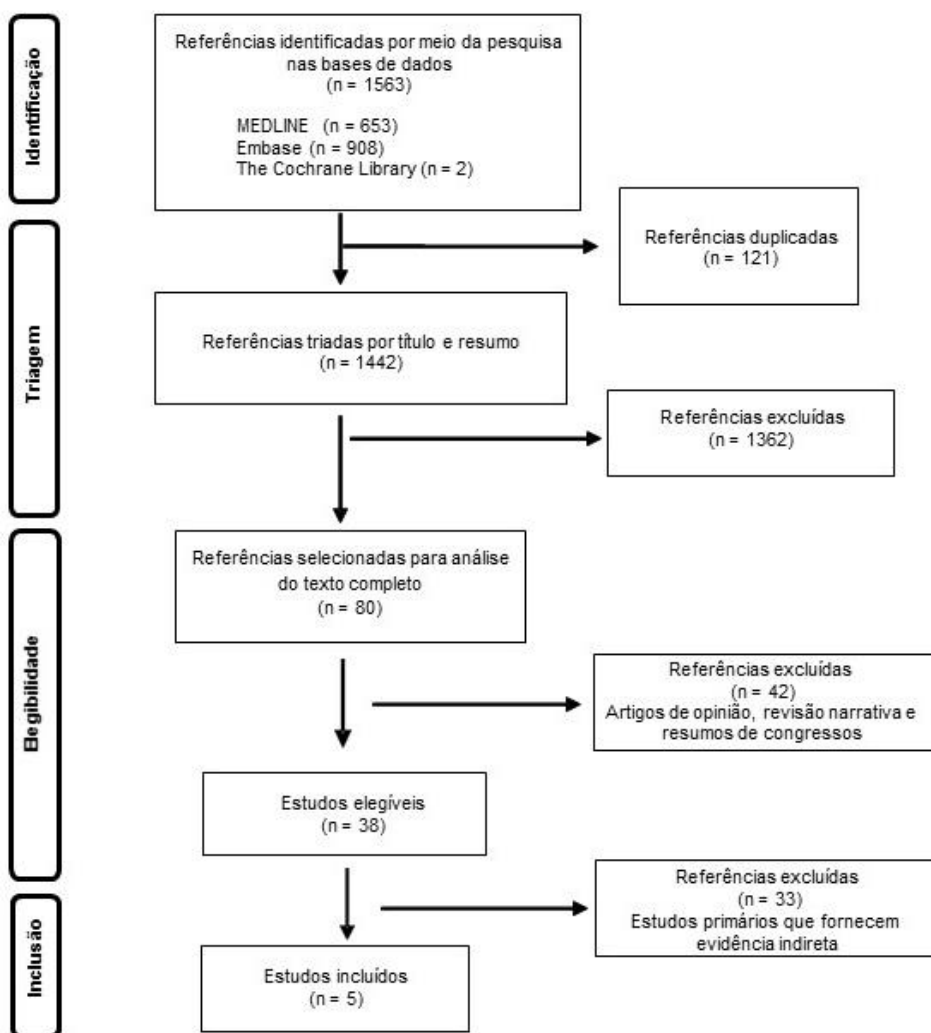 Identificação
Referências identificadas por meio da pesquisa
nas bases de dados
(n = 1563)
MEDLINE (n = 653)
Embase (n = 908)
The Cochrane Library (n = 2)
Referências duplicadas
(n = 121)
Triagem
Referências triadas por título e resumo
(n = 1442)
Referências excluídas
(n = 1362)
Elegibilidade
Referências selecionadas para análise
do texto completo
(n = 80)
Referências excluídas
(n = 42)
Artigos de opinião, revisão narrativa e
resumos de congressos
Estudos elegíveis
(n = 38)
Referências excluídas
(n = 33)
Estudos primários que fornecem
evidência indireta
Inclusão
Estudos incluídos
(n = 5)